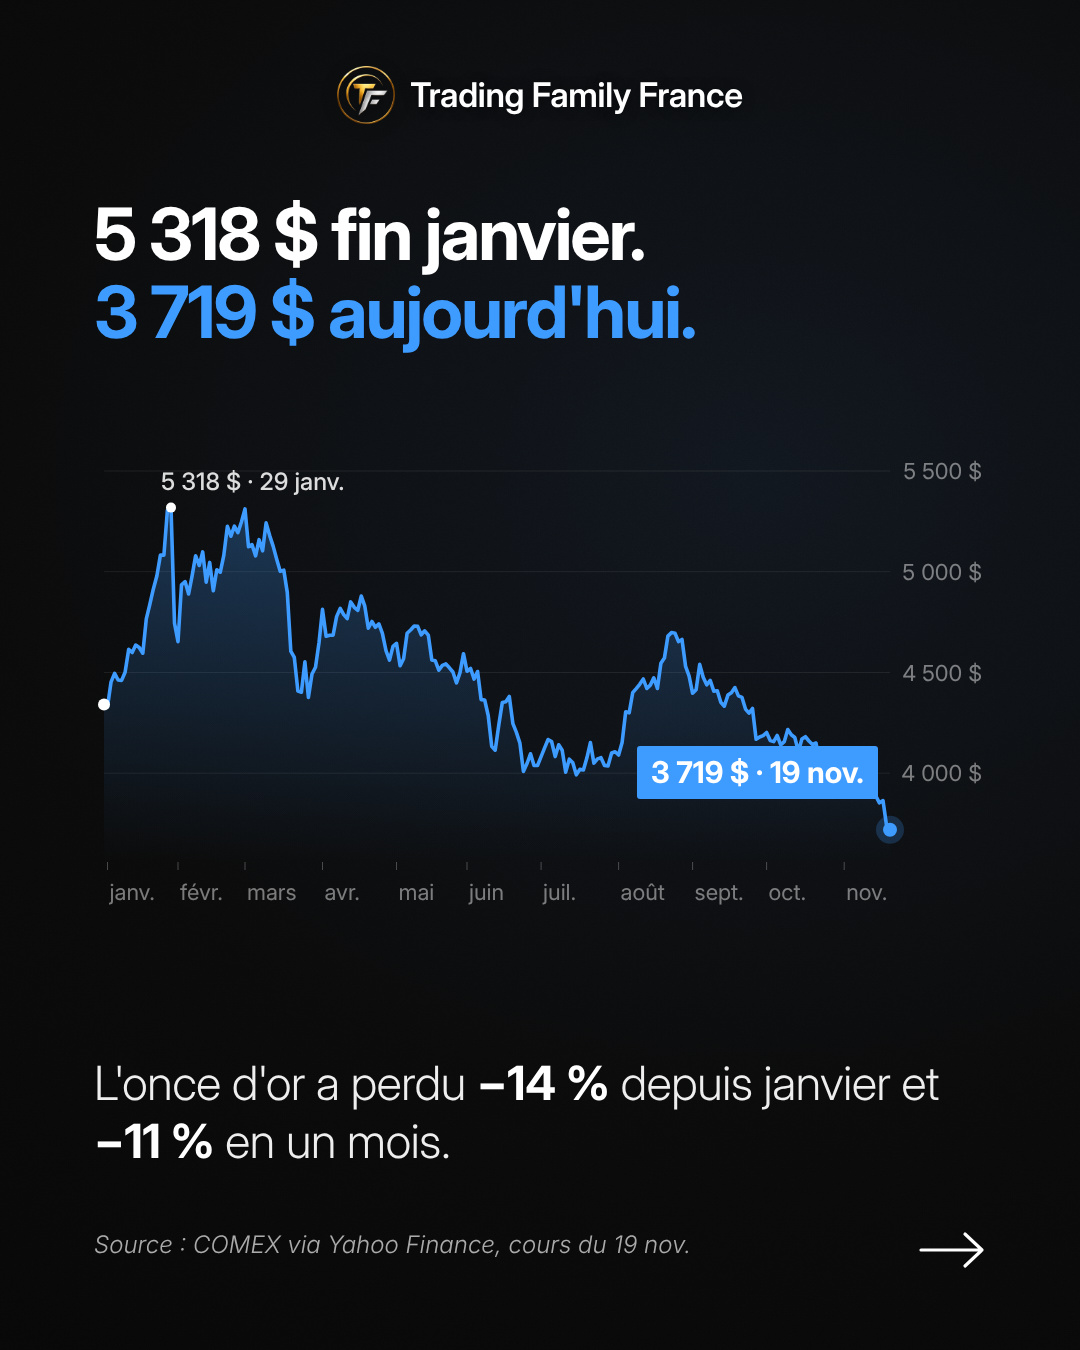 TF Trading Family France
5 318 $ fin janvier.
3 719 $ aujourd'hui.
5 318 $ · 29 janv.
5 500 $
5 000 $
4 500 $
3 719 $ · 19 nov.
4 000 $
janv. févr. mars avr. mai juin juil. août sept. oct. nov.
L'once d'or a perdu −14 % depuis janvier et
−11 % en un mois.
Source : COMEX via Yahoo Finance, cours du 19 nov.